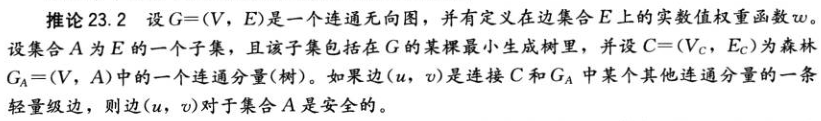 推论 23.2 设 G=(V, E)是一个连通无向图，并有定义在边集合 E 上的实数值权重函数 w。
设集合 A 为 E 的一个子集，且该子集包括在 G 的某棵最小生成树里，并设 C=(V_C, E_C)为森林
G_A=(V, A)中的一个连通分量(树)。如果边(u, v)是连接 C 和 G_A 中某个其他连通分量的一条
轻量级边，则边(u, v)对于集合 A 是安全的。